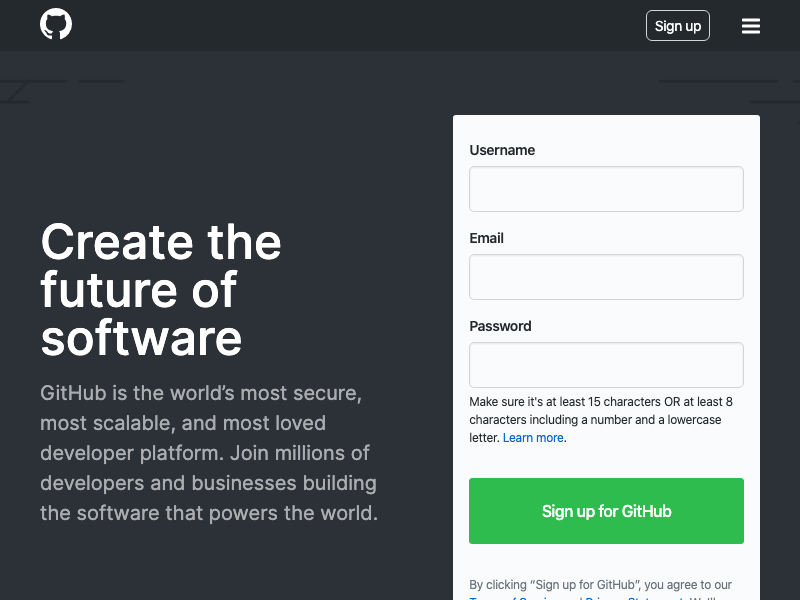 Sign up
Create the
future of
software
GitHub is the world’s most secure,
most scalable, and most loved
developer platform. Join millions of
developers and businesses building
the software that powers the world.
Username
Email
Password
Make sure it's at least 15 characters OR at least 8
characters including a number and a lowercase
letter. Learn more.
Sign up for GitHub
By clicking “Sign up for GitHub”, you agree to our